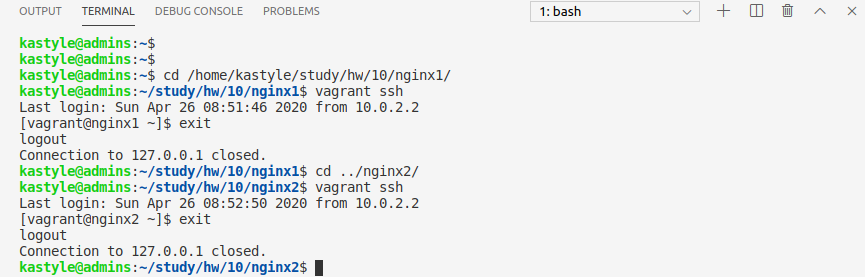 OUTPUT TERMINAL DEBUG CONSOLE PROBLEMS 1: bash
kastyle@admins:~$
kastyle@admins:~$
kastyle@admins:~$ cd /home/kastyle/study/hw/10/nginx1/
kastyle@admins:~/study/hw/10/nginx1$ vagrant ssh
Last login: Sun Apr 26 08:51:46 2020 from 10.0.2.2
[vagrant@nginx1 ~]$ exit
logout
Connection to 127.0.0.1 closed.
kastyle@admins:~/study/hw/10/nginx1$ cd ../nginx2/
kastyle@admins:~/study/hw/10/nginx2$ vagrant ssh
Last login: Sun Apr 26 08:52:50 2020 from 10.0.2.2
[vagrant@nginx2 ~]$ exit
logout
Connection to 127.0.0.1 closed.
kastyle@admins:~/study/hw/10/nginx2$